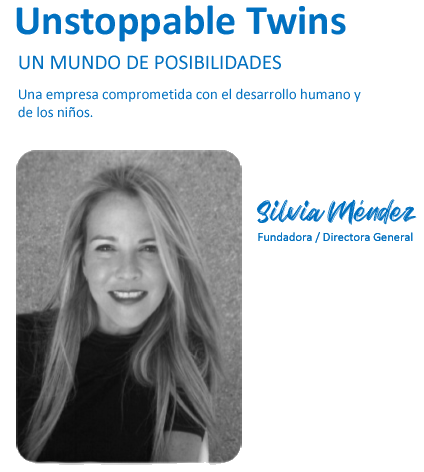 Unstoppable Twins
UN MUNDO DE POSIBILIDADES
Una empresa comprometida con el desarrollo humano y
de los niños.
Silvia Méndez
Fundadora / Directora General